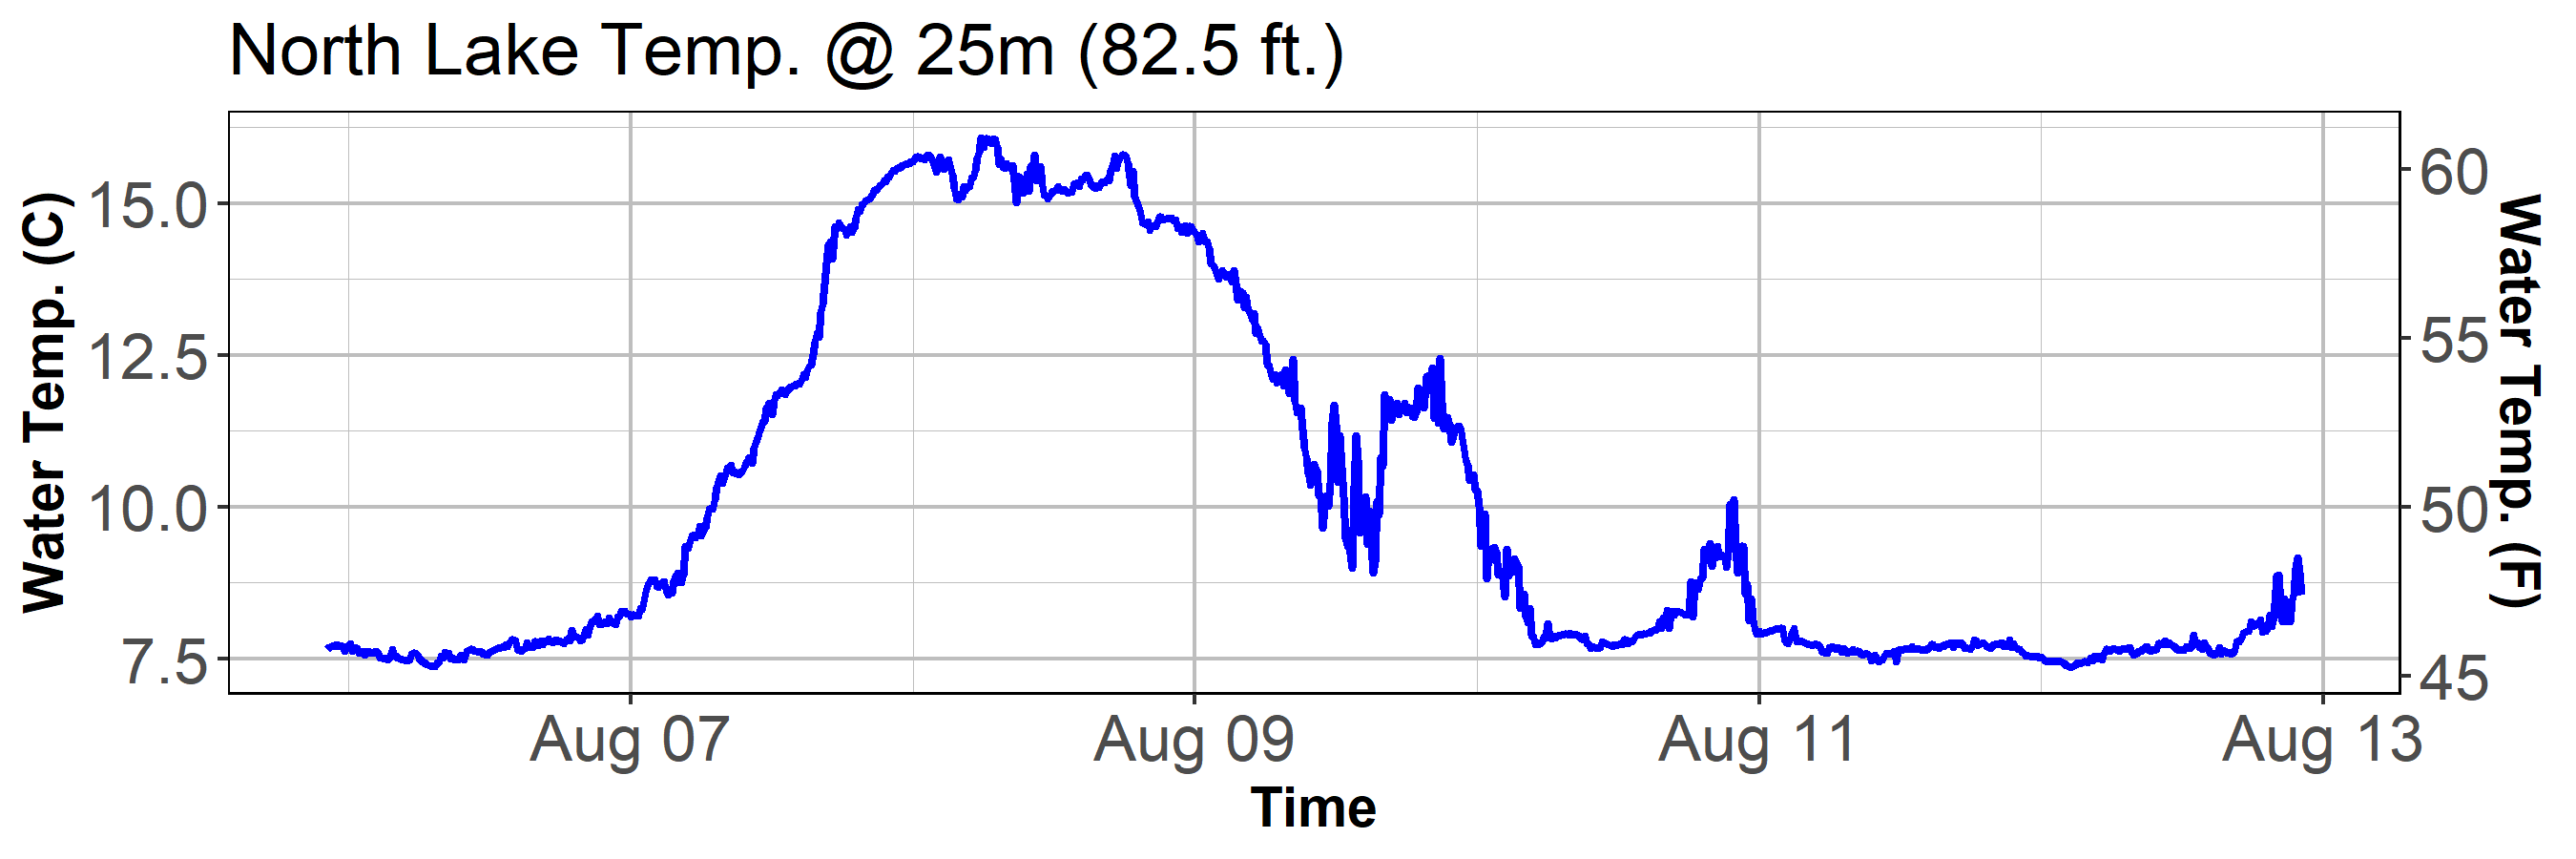 North Lake Temp. @ 25m (82.5 ft.)
Water Temp. (C)
15.0
12.5
10.0
7.5
60
55
50
45
Water Temp. (F)
Aug 07 Aug 09 Aug 11 Aug 13
Time